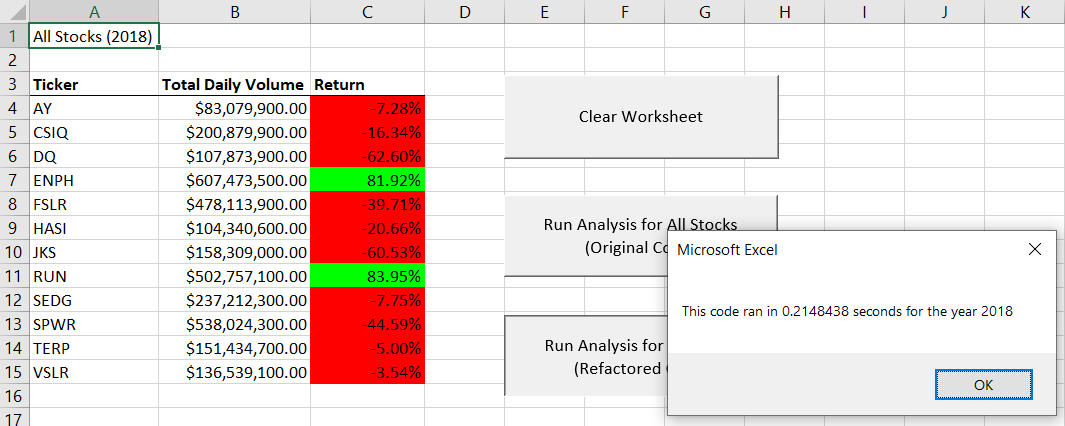 A B C D E F G H I J K
1 All Stocks (2018)
2
3 Ticker Total Daily Volume Return
4 AY $83,079,900.00 -7.28%
Clear Worksheet
5 CSIQ $200,879,900.00 -16.34%
6 DQ $107,873,900.00 -62.60%
7 ENPH $607,473,500.00 81.92%
8 FSLR $478,113,900.00 -39.71%
Run Analysis for All Stocks
9 HASI $104,340,600.00 -20.66%
(Original Co
Microsoft Excel
10 JKS $158,309,000.00 -60.53%
11 RUN $502,757,100.00 83.95%
12 SEDG $237,212,300.00 -7.75%
This code ran in 0.2148438 seconds for the year 2018
13 SPWR $538,024,300.00 -44.59%
14 TERP $151,434,700.00 -5.00%
Run Analysis for
15 VSLR $136,539,100.00 -3.54%
(Refactored
OK
16
17